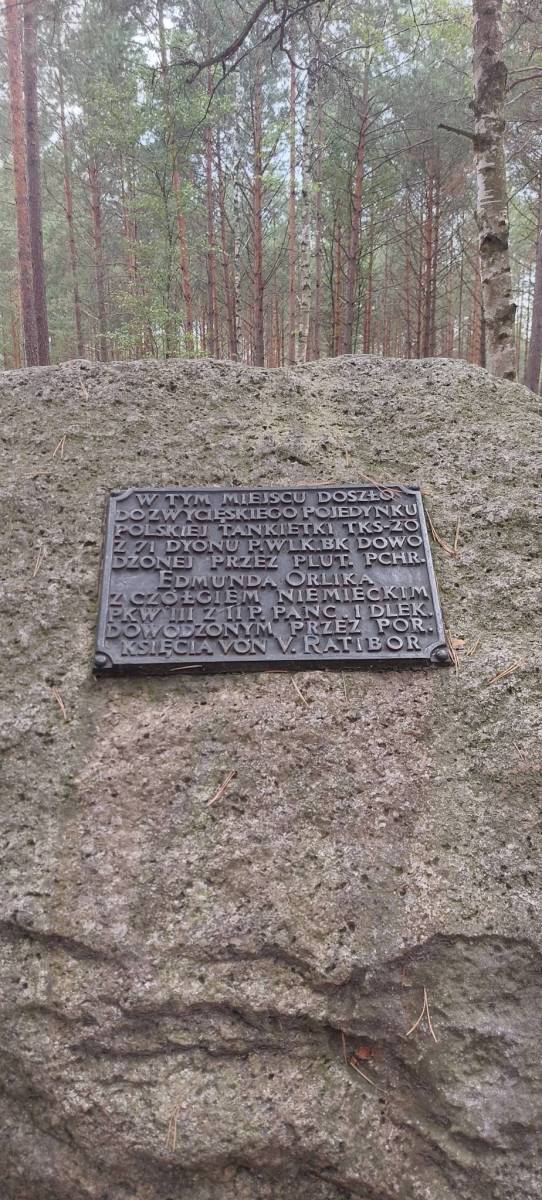 W TYM MIEJSCU DOSZŁO
DO ZWYCIĘSKIEGO POJEDYNKU
POLSKIEJ TANKIETKI TKS-20
Z 71 DYONU P. WLK. BK DOWO
DZONEJ PRZEZ PLUT. PCHR.
EDMUNDA ORLIKA
Z CZOŁGIEM NIEMIECKIM
PKW III Z 11 P. PANC. 1 D LEK.
DOWODZONYM PRZEZ POR.
KSIĘCIA VON V. RATIBOR